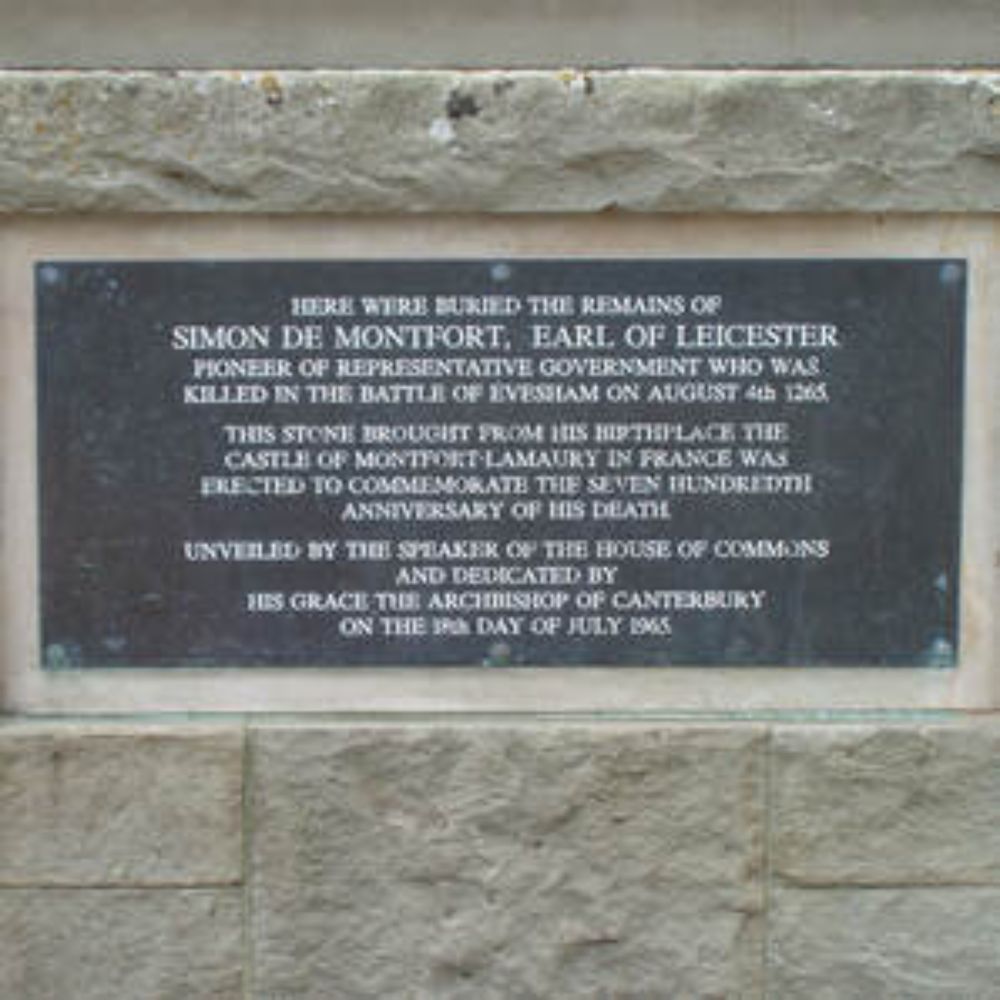 HERE WERE BURIED THE REMAINS OF
SIMON DE MONTFORT, EARL OF LEICESTER
PIONEER OF REPRESENTATIVE GOVERNMENT WHO WAS
KILLED IN THE BATTLE OF EVESHAM ON AUGUST 4th 1265.
THIS STONE BROUGHT FROM HIS BIRTHPLACE THE
CASTLE OF MONTFORT-LAMAURY IN FRANCE WAS
ERECTED TO COMMEMORATE THE SEVEN HUNDREDTH
ANNIVERSARY OF HIS DEATH.
UNVEILED BY THE SPEAKER OF THE HOUSE OF COMMONS
AND DEDICATED BY
HIS GRACE THE ARCHBISHOP OF CANTERBURY
ON THE 18th DAY OF JULY 1965.